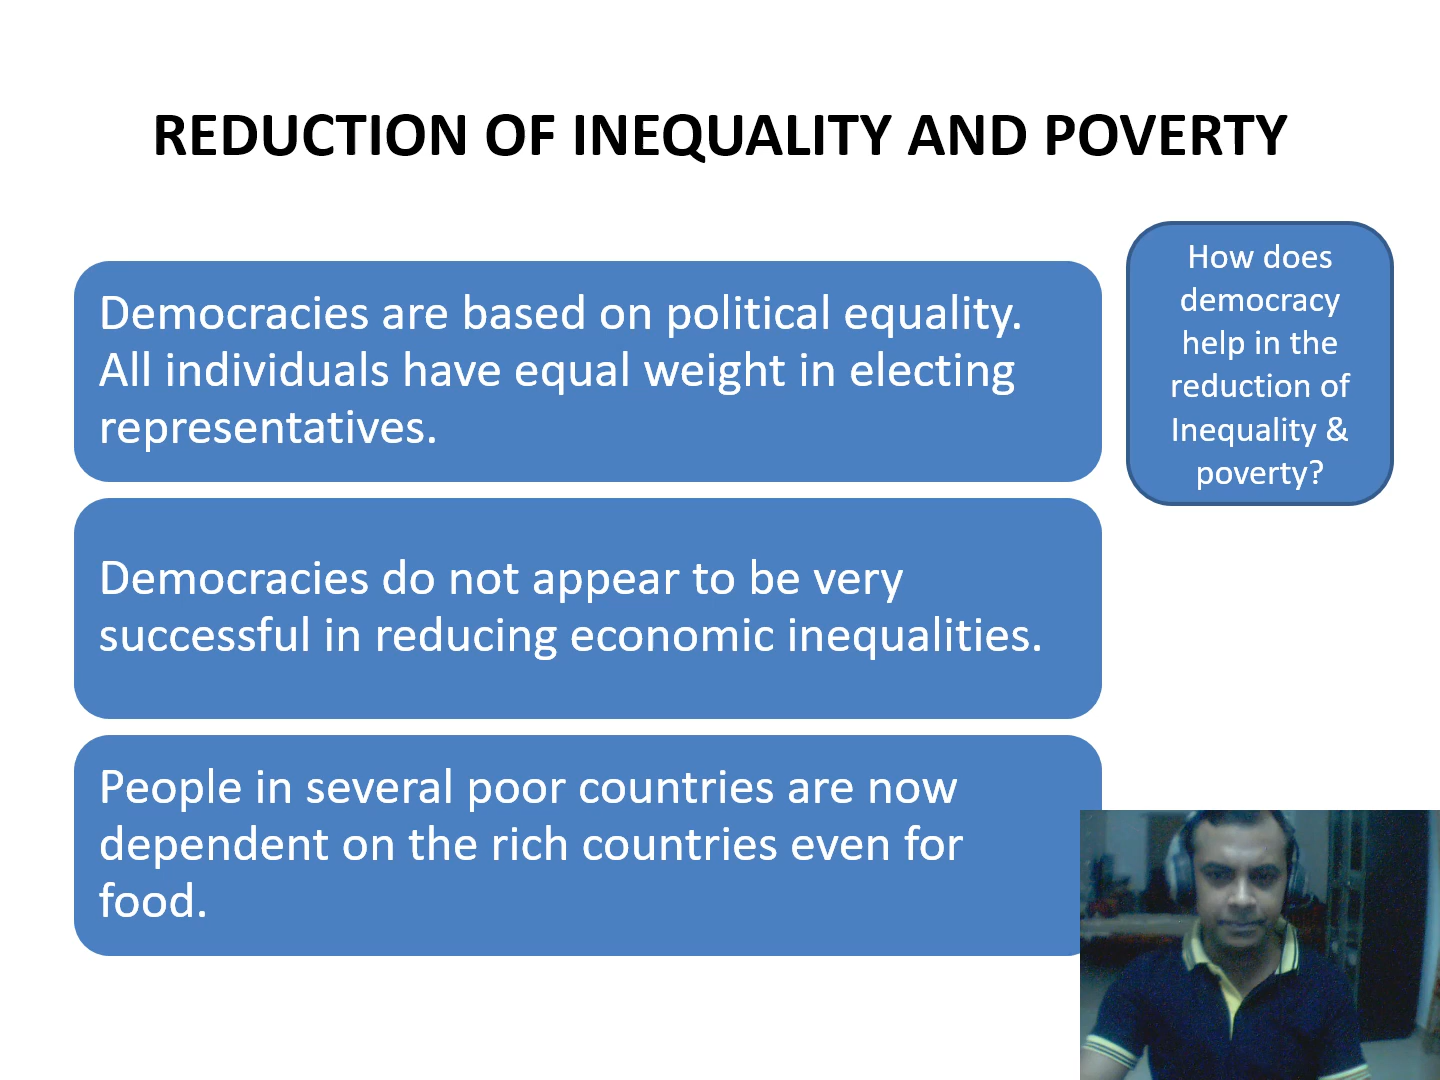 REDUCTION OF INEQUALITY AND POVERTY
Democracies are based on political equality.
All individuals have equal weight in electing
representatives.
Democracies do not appear to be very
successful in reducing economic inequalities.
People in several poor countries are now
dependent on the rich countries even for
food.
How does
democracy
help in the
reduction of
Inequality &
poverty?